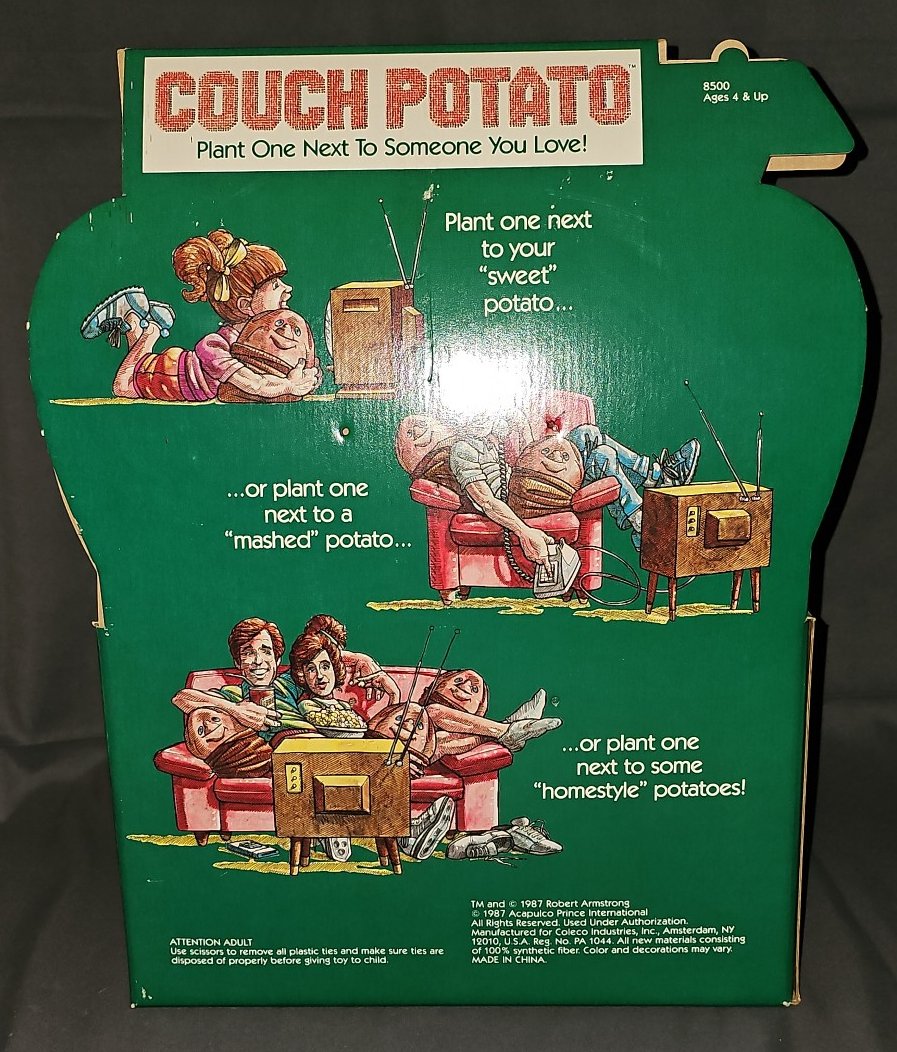 COUCH POTATO™
Plant One Next To Someone You Love!
8500
Ages 4 & Up
Plant one next
to your
“sweet”
potato...
...or plant one
next to a
“mashed” potato...
...or plant one
next to some
“homestyle” potatoes!
ATTENTION ADULT
Use scissors to remove all plastic ties and make sure ties are
disposed of properly before giving toy to child.
TM and © 1987 Robert Armstrong
© 1987 Acapulco Prince International
All Rights Reserved. Used Under Authorization.
Manufactured for Coleco Industries, Inc., Amsterdam, NY
12010, U.S.A. Reg. No. PA 1044. All new materials consisting
of 100% synthetic fiber. Color and decorations may vary.
MADE IN CHINA.